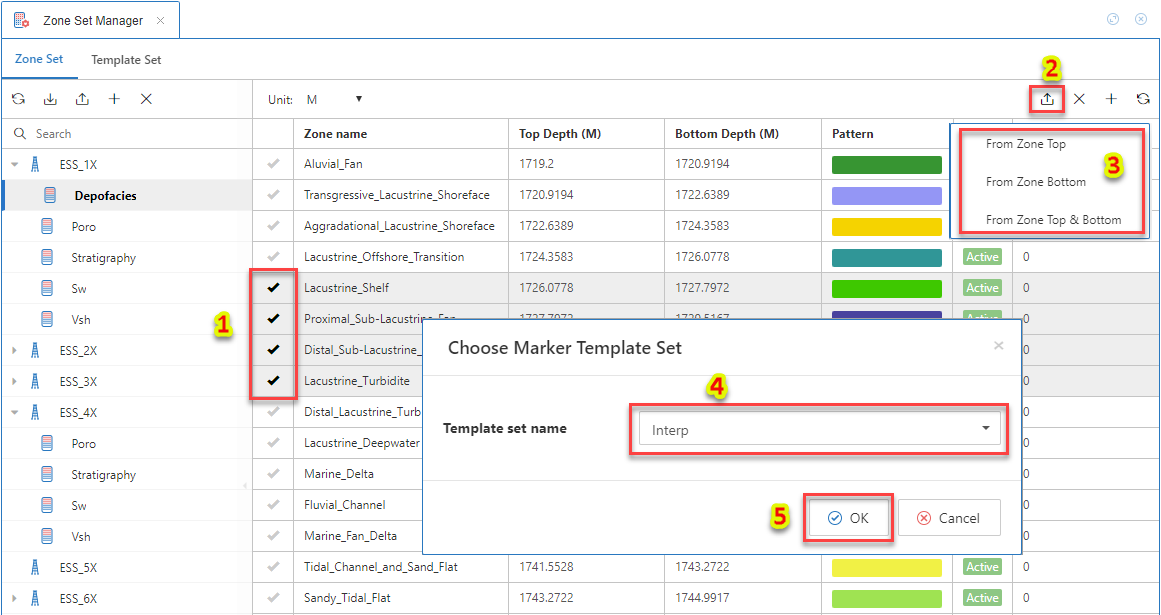 Zone Set Manager
Zone Set Template Set
2
Unit: M
Search Zone name Top Depth (M) Bottom Depth (M) Pattern
ESS_1X Aluvial_Fan 1719.2 1720.9194 From Zone Top
3
Depofacies Transgressive_Lacustrine_Shoreface 1720.9194 1722.6389 From Zone Bottom
Poro Aggradational_Lacustrine_Shoreface 1722.6389 1724.3583 From Zone Top & Bottom
Stratigraphy Lacustrine_Offshore_Transition 1724.3583 1726.0778 Active 0
Sw Lacustrine_Shelf 1726.0778 1727.7972 Active 0
1
Vsh Proximal_Sub-Lacustrine_Fan 1727.7972 1729.5167 Active 0
ESS_2X Distal_Sub-Lacustrine_ Choose Marker Template Set 0
ESS_3X Lacustrine_Turbidite 0
4
ESS_4X Distal_Lacustrine_Turb 0
Template set name Interp
Poro Lacustrine_Deepwater 0
Stratigraphy Marine_Delta 0
Sw Fluvial_Channel 0
5 OK Cancel
Vsh Marine_Fan_Delta 0
ESS_5X Tidal_Channel_and_Sand_Flat 1741.5528 1743.2722 Active 0
ESS_6X Sandy_Tidal_Flat 1743.2722 1744.9917 Active 0